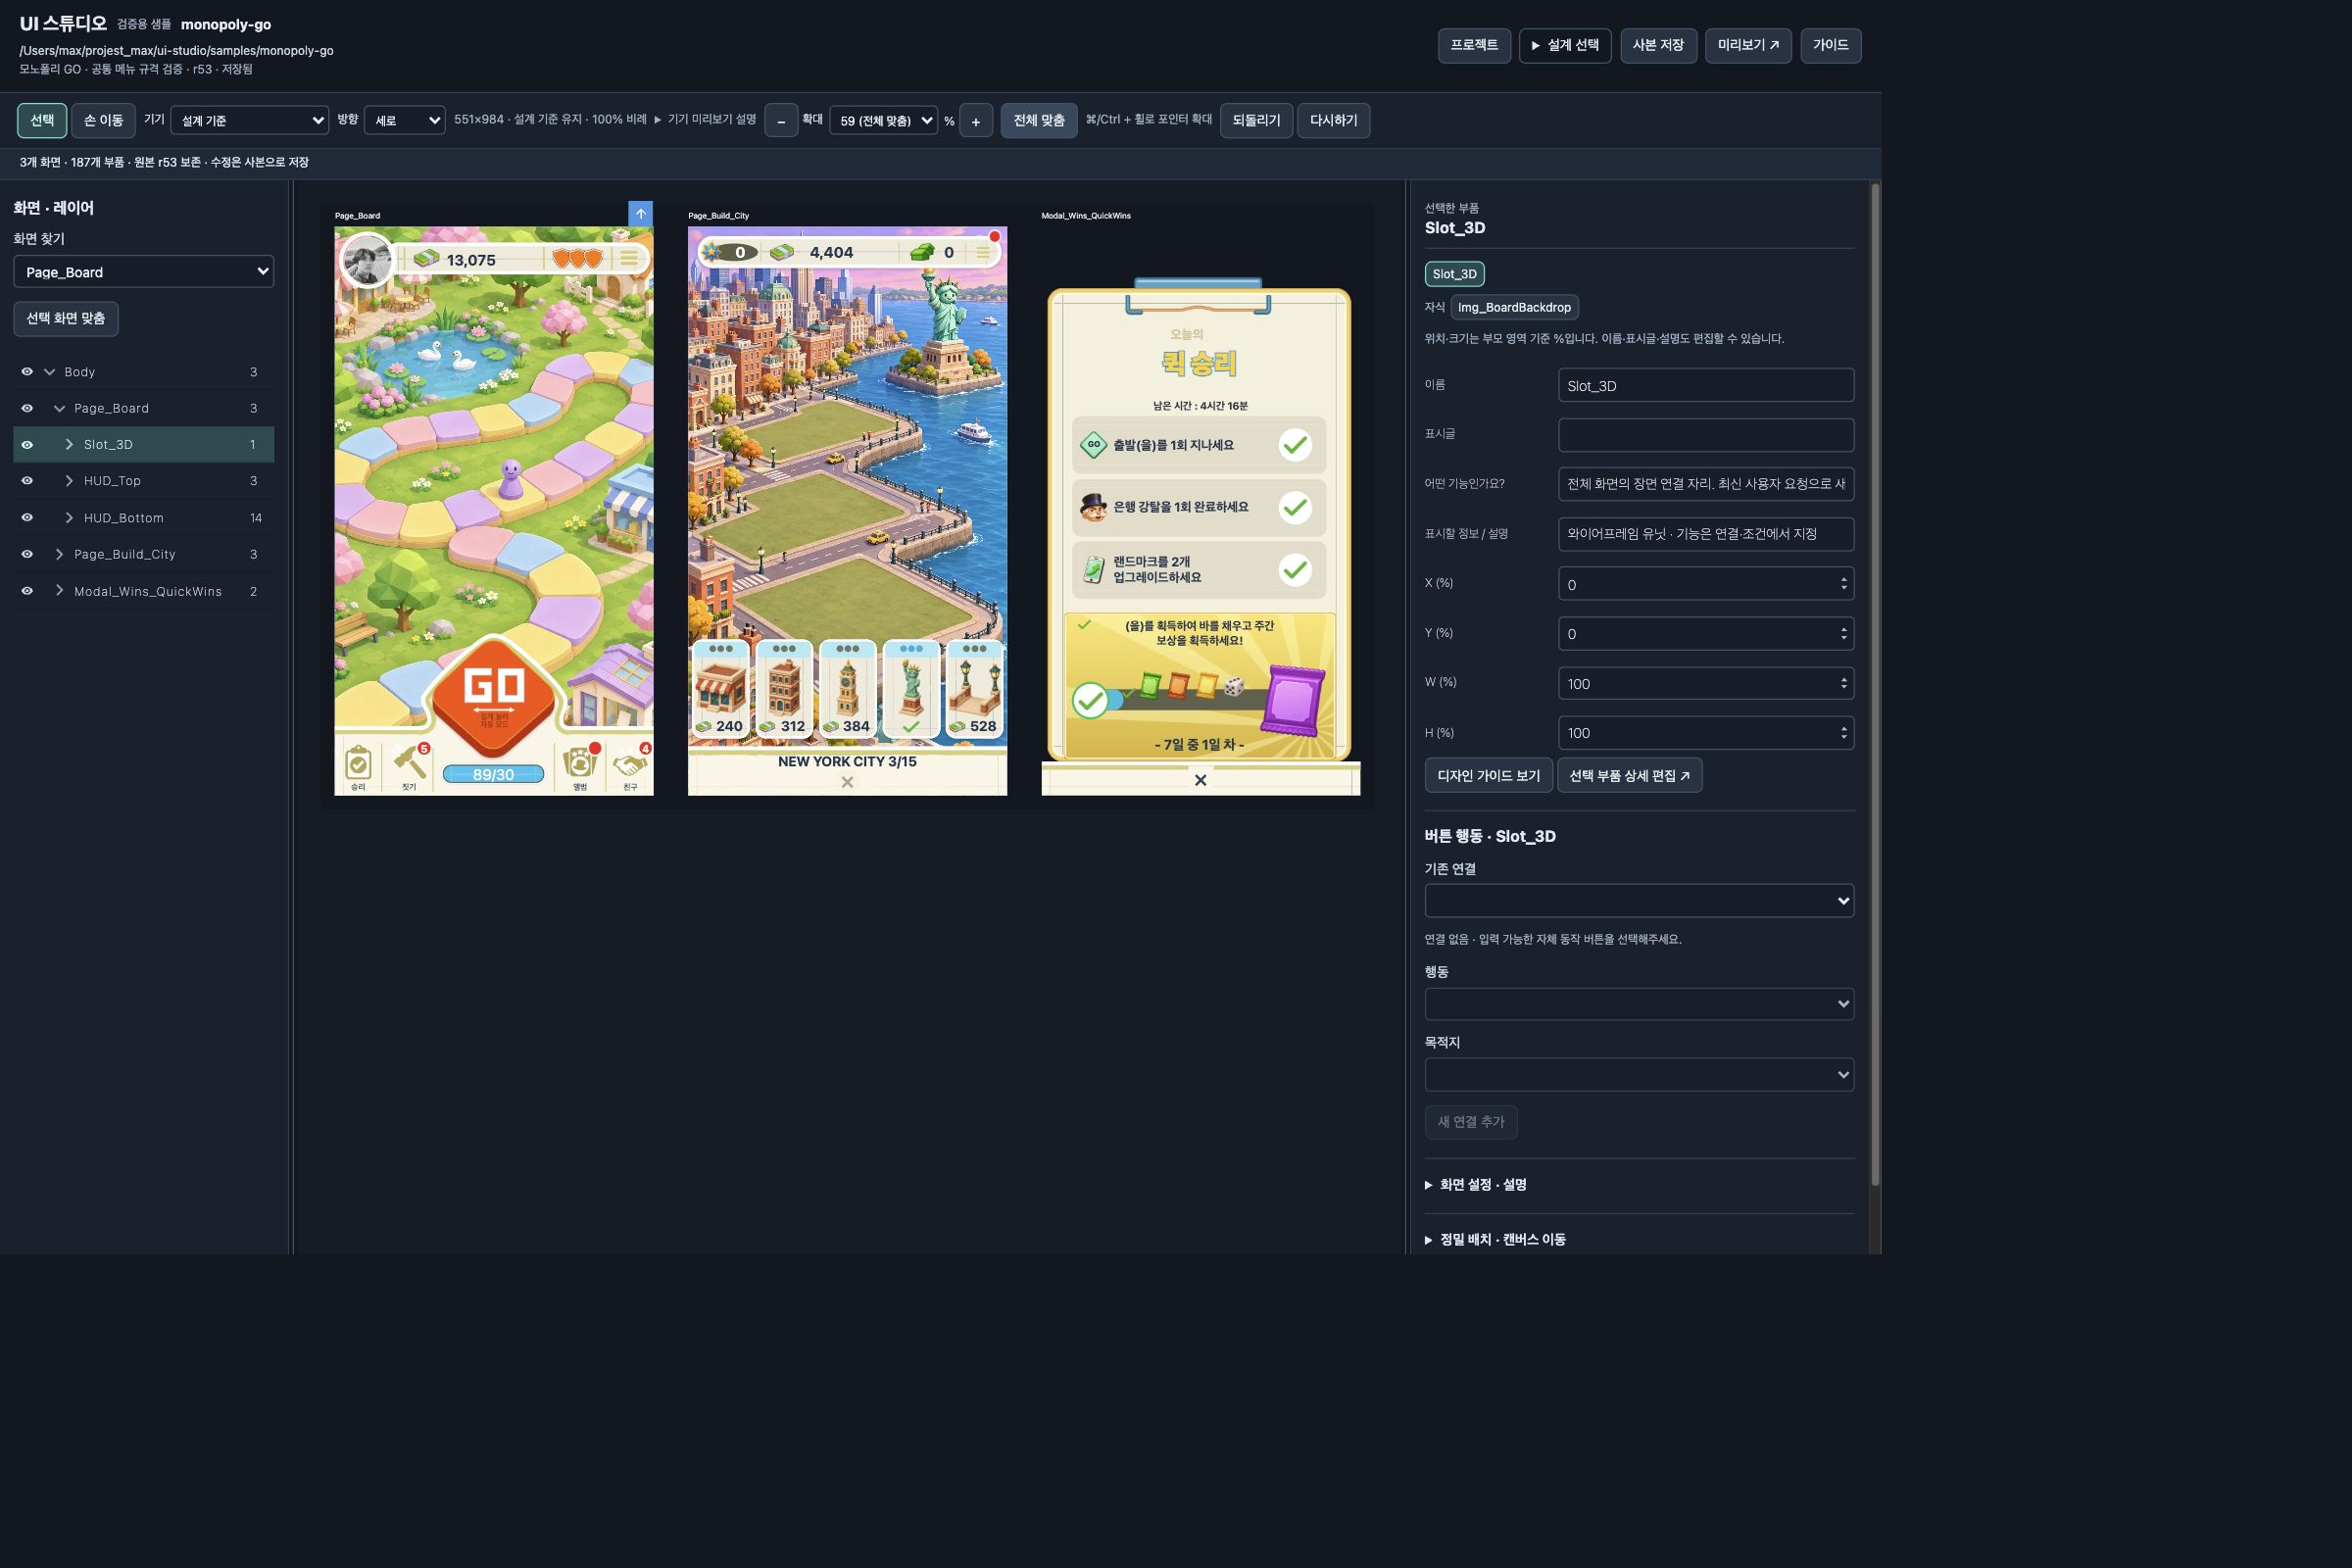 UI 스튜디오 검증용 샘플 monopoly-go
/Users/max/projest_max/ui-studio/samples/monopoly-go
모노폴리 GO · 공통 메뉴 규격 검증 · r53 · 저장됨
프로젝트
▶ 설계 선택
사본 저장
미리보기 ↗
가이드
선택
손 이동
기기
설계 기준
방향
세로
551×984 · 설계 기준 유지 · 100% 비례
▶ 기기 미리보기 설명
−
확대
59 (전체 맞춤)
%
+
전체 맞춤
⌘/Ctrl + 휠로 포인터 확대
되돌리기
다시하기
3개 화면 · 187개 부품 · 원본 r53 보존 · 수정은 사본으로 저장
화면 · 레이어
화면 찾기
Page_Board
선택 화면 맞춤
Body 3
Page_Board 3
Slot_3D 1
HUD_Top 3
HUD_Bottom 14
Page_Build_City 3
Modal_Wins_QuickWins 2
Page_Board
13,075
GO
길게 눌러
자동 모드
5
4
89/30
승리
짓기
앨범
친구
Page_Build_City
0
4,404
0
240
312
384
528
NEW YORK CITY 3/15
×
Modal_Wins_QuickWins
오늘의
퀵 승리
남은 시간 : 4시간 16분
GO
출발(을)를 1회 지나세요
은행 강탈을 1회 완료하세요
랜드마크를 2개
업그레이드하세요
(을)를 획득하여 바를 채우고 주간
보상을 획득하세요!
- 7일 중 1일 차 -
×
선택한 부품
Slot_3D
Slot_3D
자식 Img_BoardBackdrop
위치·크기는 부모 영역 기준 %입니다. 이름·표시글·설명도 편집할 수 있습니다.
이름
Slot_3D
표시글
어떤 기능인가요?
전체 화면의 장면 연결 자리. 최신 사용자 요청으로 새
표시할 정보 / 설명
와이어프레임 유닛 · 기능은 연결·조건에서 지정
X (%)
0
Y (%)
0
W (%)
100
H (%)
100
디자인 가이드 보기
선택 부품 상세 편집 ↗
버튼 행동 · Slot_3D
기존 연결
연결 없음 · 입력 가능한 자체 동작 버튼을 선택해주세요.
행동
목적지
새 연결 추가
▶ 화면 설정 · 설명
▶ 정밀 배치 · 캔버스 이동